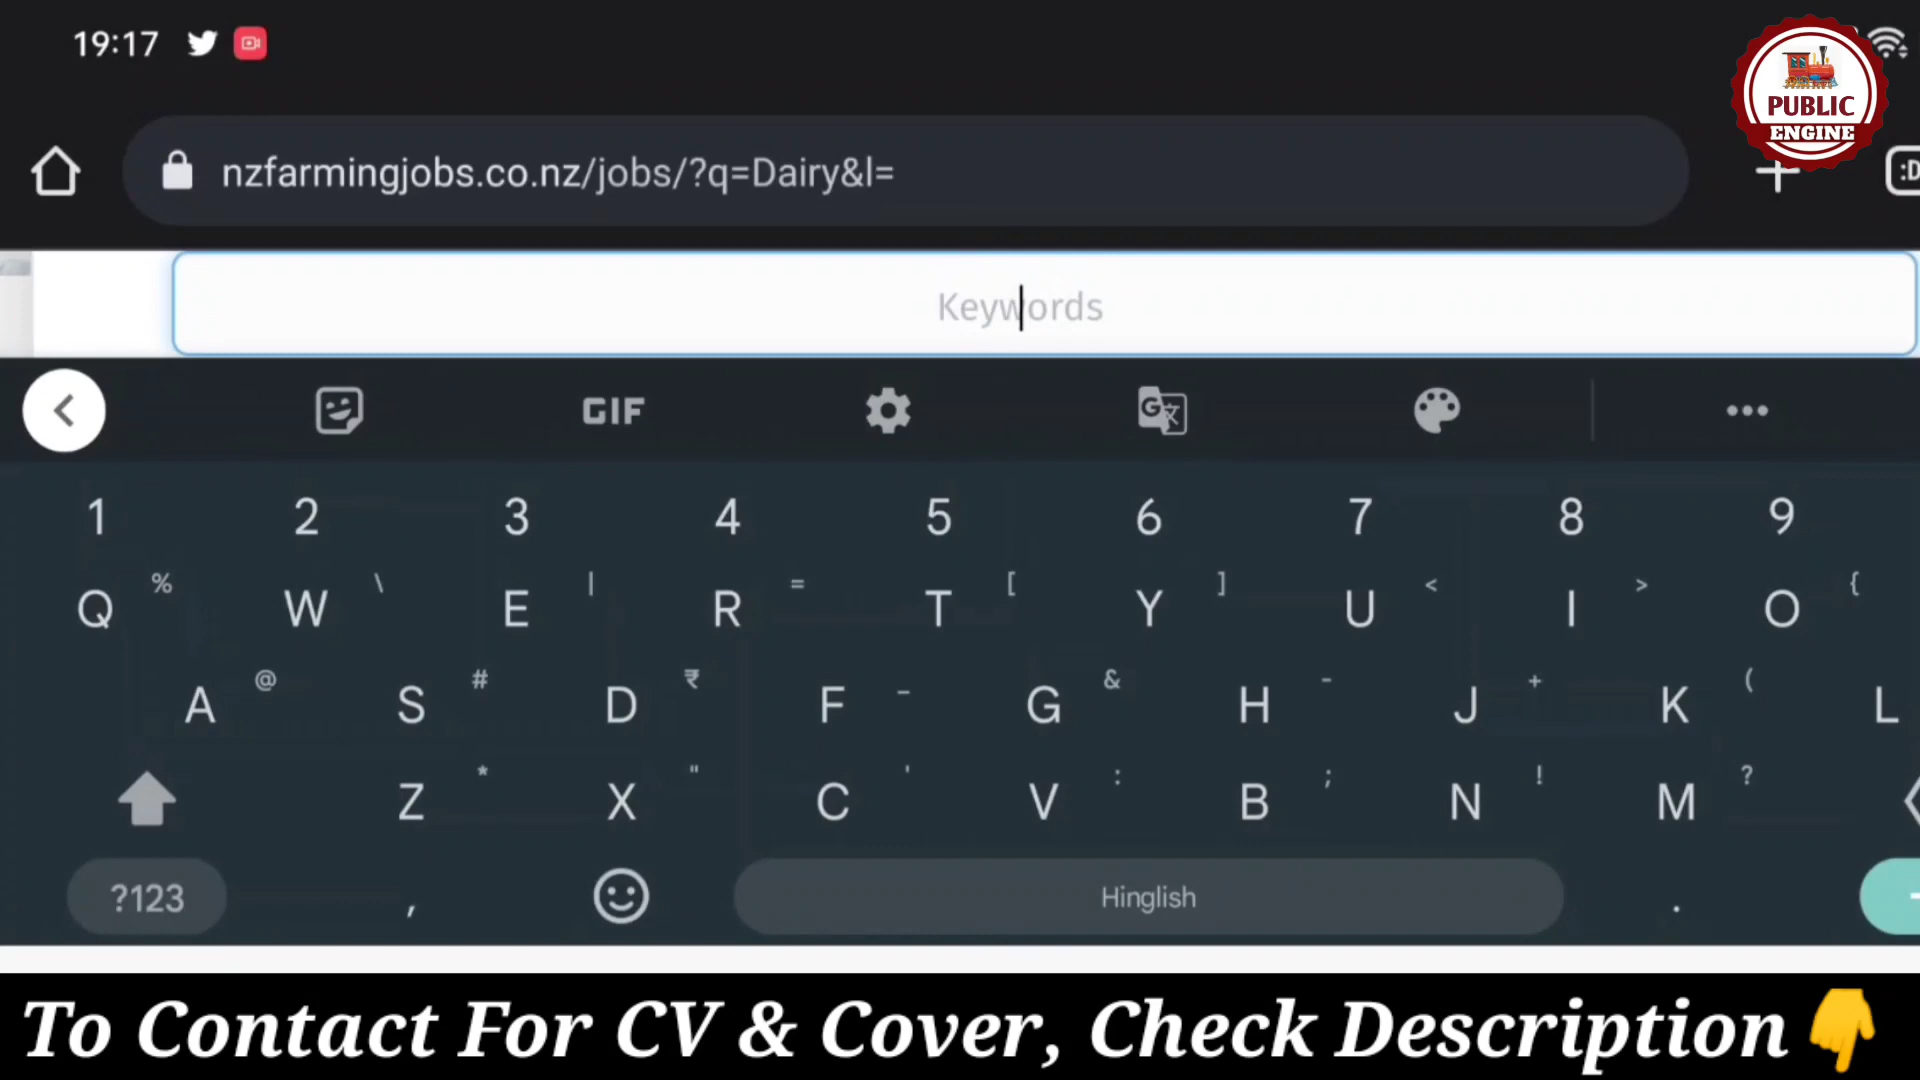 19:17
PUBLIC
ENGINE
nzfarmingjobs.co.nz/jobs/?q=Dairy&l=
:D
Keywords
GIF
G 文
1 2 3 4 5 6 7 8 9
Q % W \ E | R = T [ Y ] U < I > O {
A @ S # D ₹ F _ G & H - J + K ( L
Z * X " C ' V : B ; N ! M ?
?123 , Hinglish .
To Contact For CV & Cover, Check Description👇